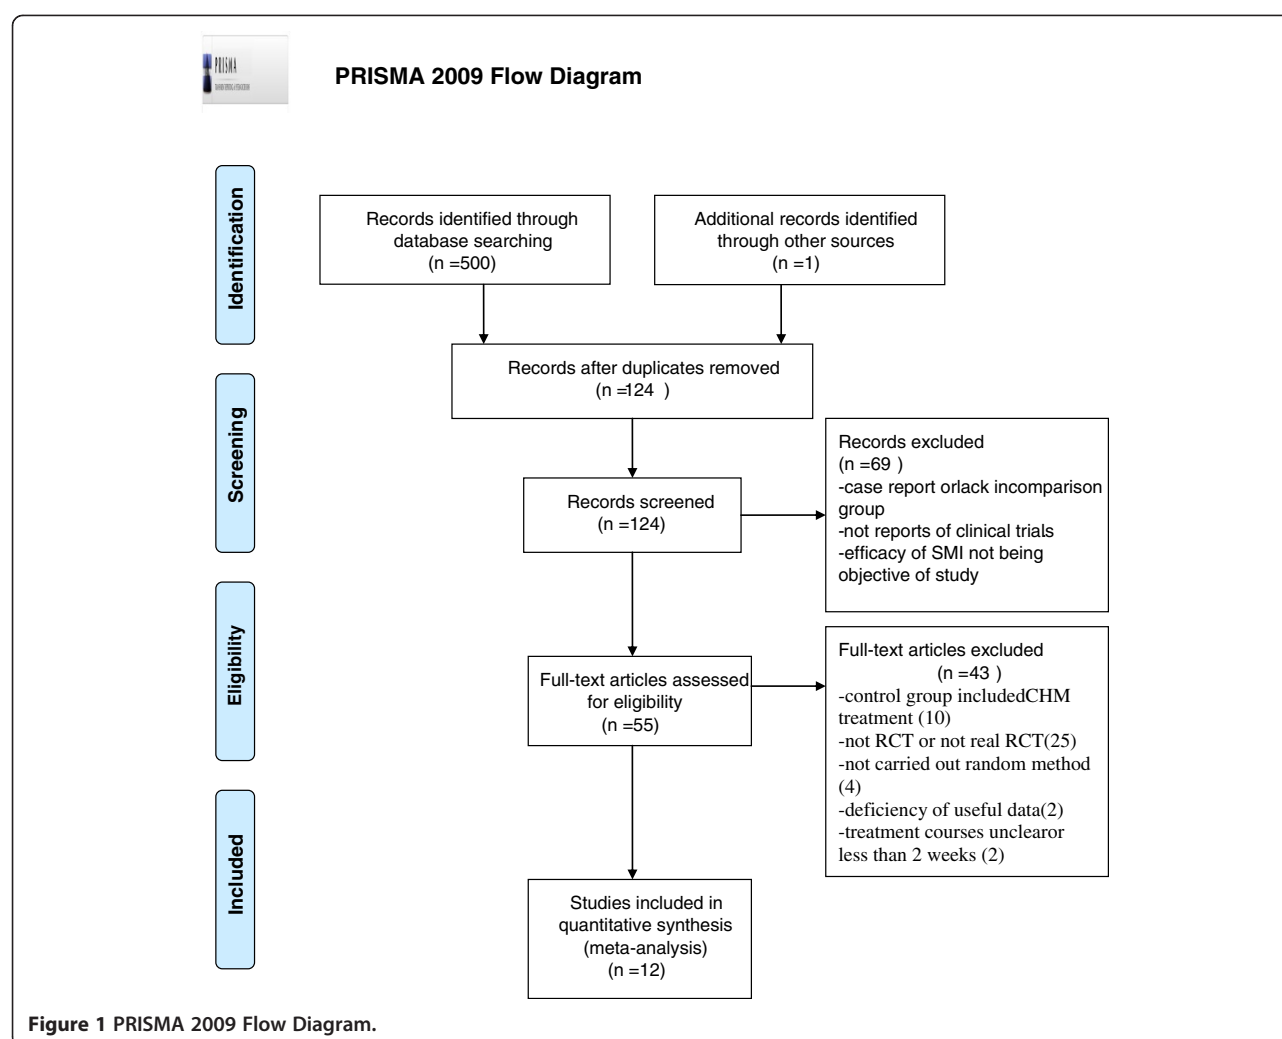 PRISMA
PRISMA 2009 Flow Diagram
Identification
Records identified through
database searching
(n =500)
Additional records identified
through other sources
(n =1)
Records after duplicates removed
(n =124 )
Screening
Records screened
(n =124)
Records excluded
(n =69 )
-case report orlack incomparison
group
-not reports of clinical trials
-efficacy of SMI not being
objective of study
Eligibility
Full-text articles assessed
for eligibility
(n =55)
Full-text articles excluded
(n =43 )
-control group includedCHM
treatment (10)
-not RCT or not real RCT(25)
-not carried out random method
(4)
-deficiency of useful data(2)
-treatment courses unclearor
less than 2 weeks (2)
Included
Studies included in
quantitative synthesis
(meta-analysis)
(n =12)
Figure 1 PRISMA 2009 Flow Diagram.